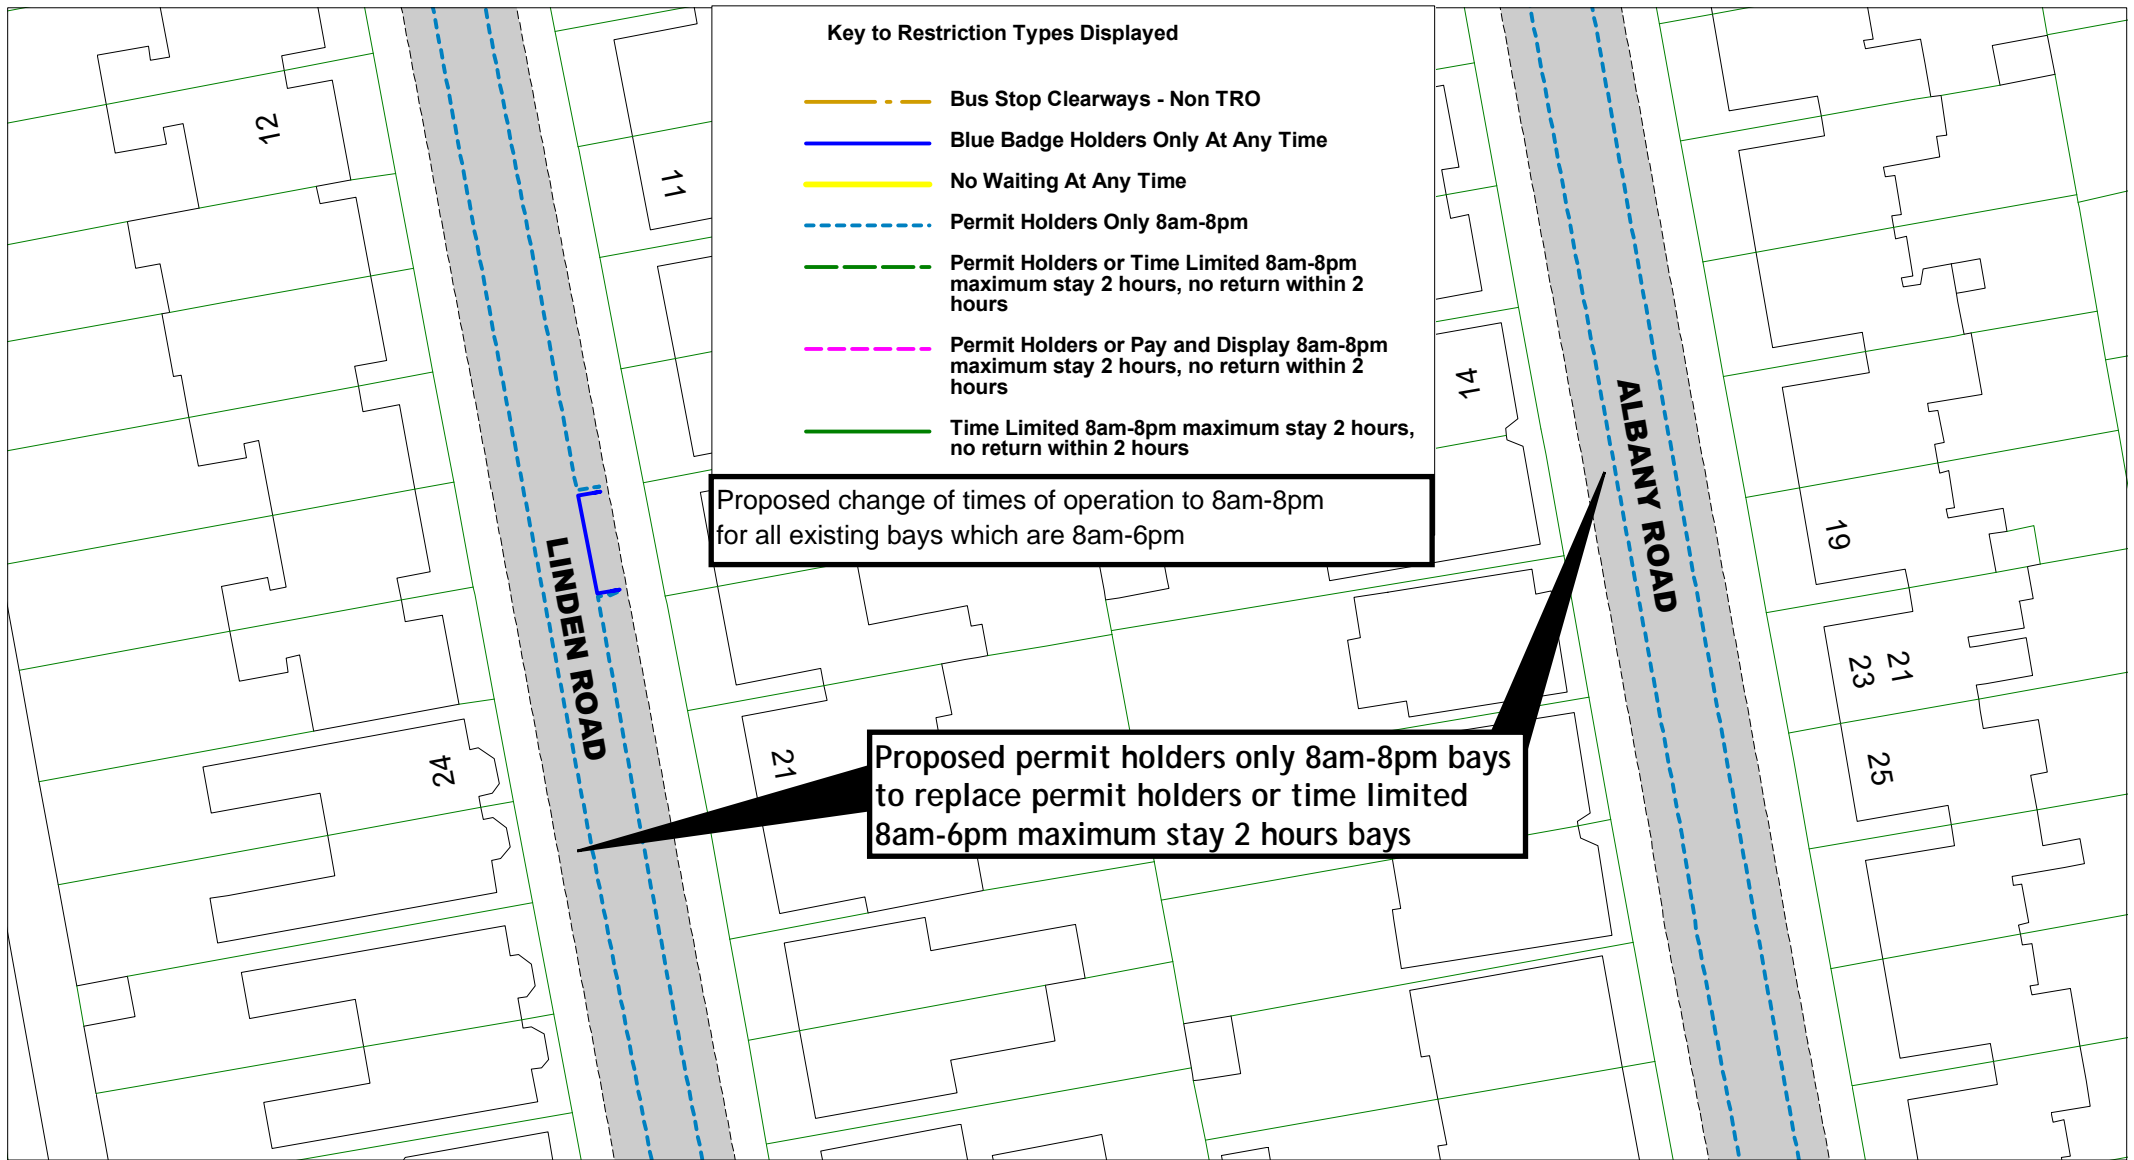 Key to Restriction Types Displayed
Bus Stop Clearways - Non TRO
Blue Badge Holders Only At Any Time
No Waiting At Any Time
Permit Holders Only 8am-8pm
Permit Holders or Time Limited 8am-8pm
maximum stay 2 hours, no return within 2
hours
Permit Holders or Pay and Display 8am-8pm
maximum stay 2 hours, no return within 2
hours
Time Limited 8am-8pm maximum stay 2 hours,
no return within 2 hours
Proposed change of times of operation to 8am-8pm
for all existing bays which are 8am-6pm
12
11
14
LINDEN ROAD
ALBANY ROAD
19
21
23
25
24
21
Proposed permit holders only 8am-8pm bays
to replace permit holders or time limited
8am-6pm maximum stay 2 hours bays